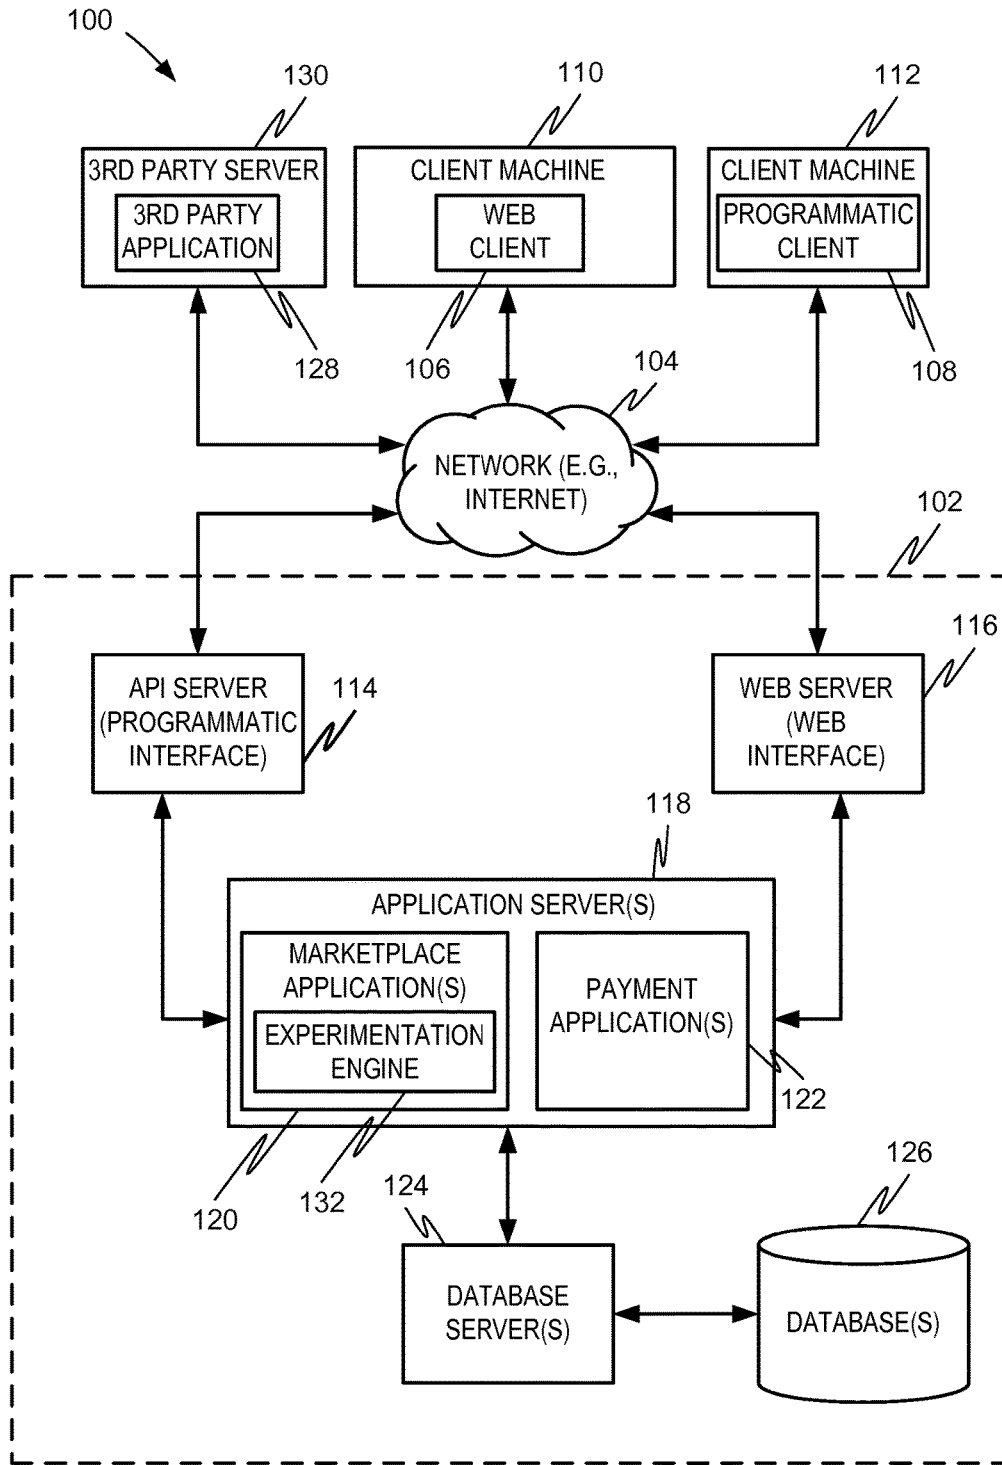 100
130
110
112
3RD PARTY SERVER
3RD PARTY
APPLICATION
CLIENT MACHINE
WEB
CLIENT
CLIENT MACHINE
PROGRAMMATIC
CLIENT
128
106
104
108
NETWORK (E.G.,
INTERNET)
102
116
API SERVER
(PROGRAMMATIC
INTERFACE)
114
WEB SERVER
(WEB
INTERFACE)
118
APPLICATION SERVER(S)
MARKETPLACE
APPLICATION(S)
EXPERIMENTATION
ENGINE
PAYMENT
APPLICATION(S)
122
120
132
124
126
DATABASE
SERVER(S)
DATABASE(S)